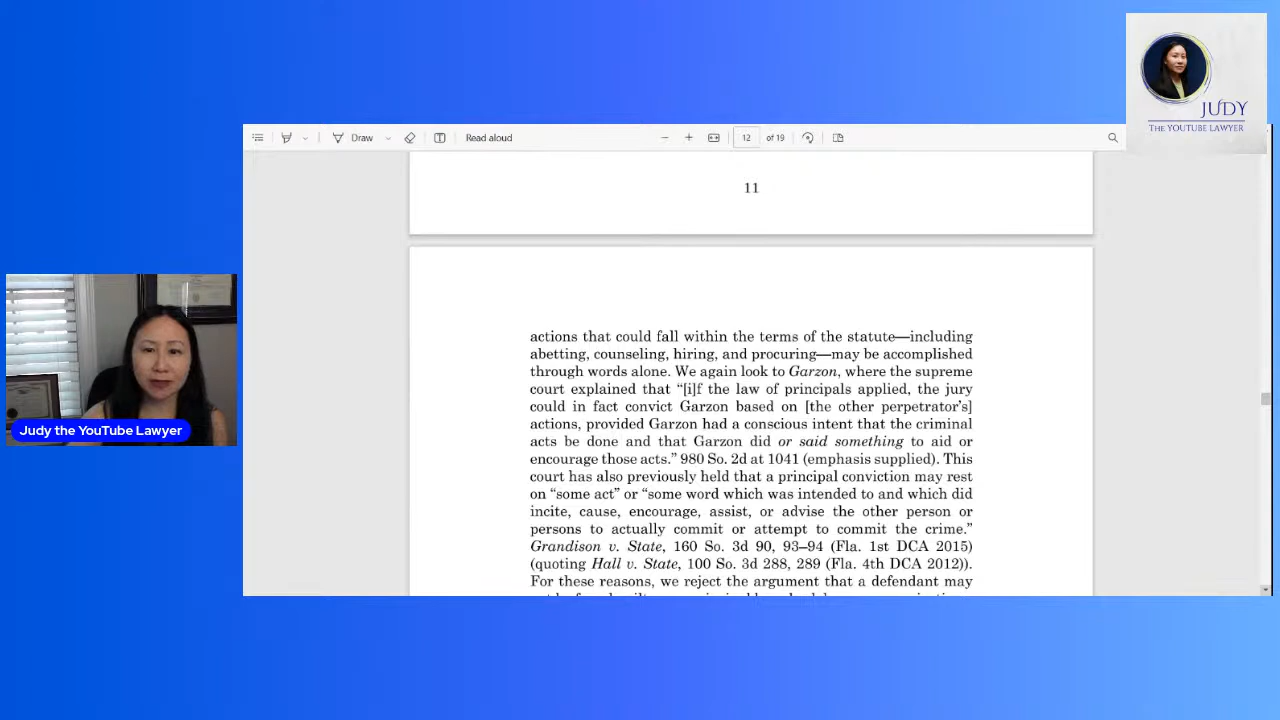 JUDY
THE YOUTUBE LAWYER
Draw
Read aloud
12 of 19
11
actions that could fall within the terms of the statute—including
abetting, counseling, hiring, and procuring—may be accomplished
through words alone. We again look to Garzon, where the supreme
court explained that “[i]f the law of principals applied, the jury
could in fact convict Garzon based on [the other perpetrator’s]
actions, provided Garzon had a conscious intent that the criminal
acts be done and that Garzon did or said something to aid or
encourage those acts.” 980 So. 2d at 1041 (emphasis supplied). This
court has also previously held that a principal conviction may rest
on “some act” or “some word which was intended to and which did
incite, cause, encourage, assist, or advise the other person or
persons to actually commit or attempt to commit the crime.”
Grandison v. State, 160 So. 3d 90, 93–94 (Fla. 1st DCA 2015)
(quoting Hall v. State, 100 So. 3d 288, 289 (Fla. 4th DCA 2012)).
For these reasons, we reject the argument that a defendant may
Judy the YouTube Lawyer